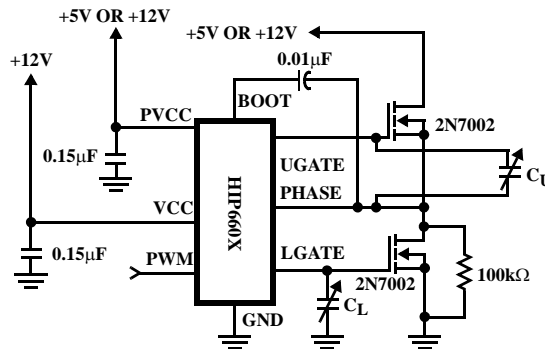 +5V OR +12V
+5V OR +12V
+12V
0.01µF
BOOT
PVCC
2N7002
0.15µF
UGATE
C_U
HIP660X
PHASE
VCC
0.15µF
PWM
LGATE
2N7002
100kΩ
C_L
GND